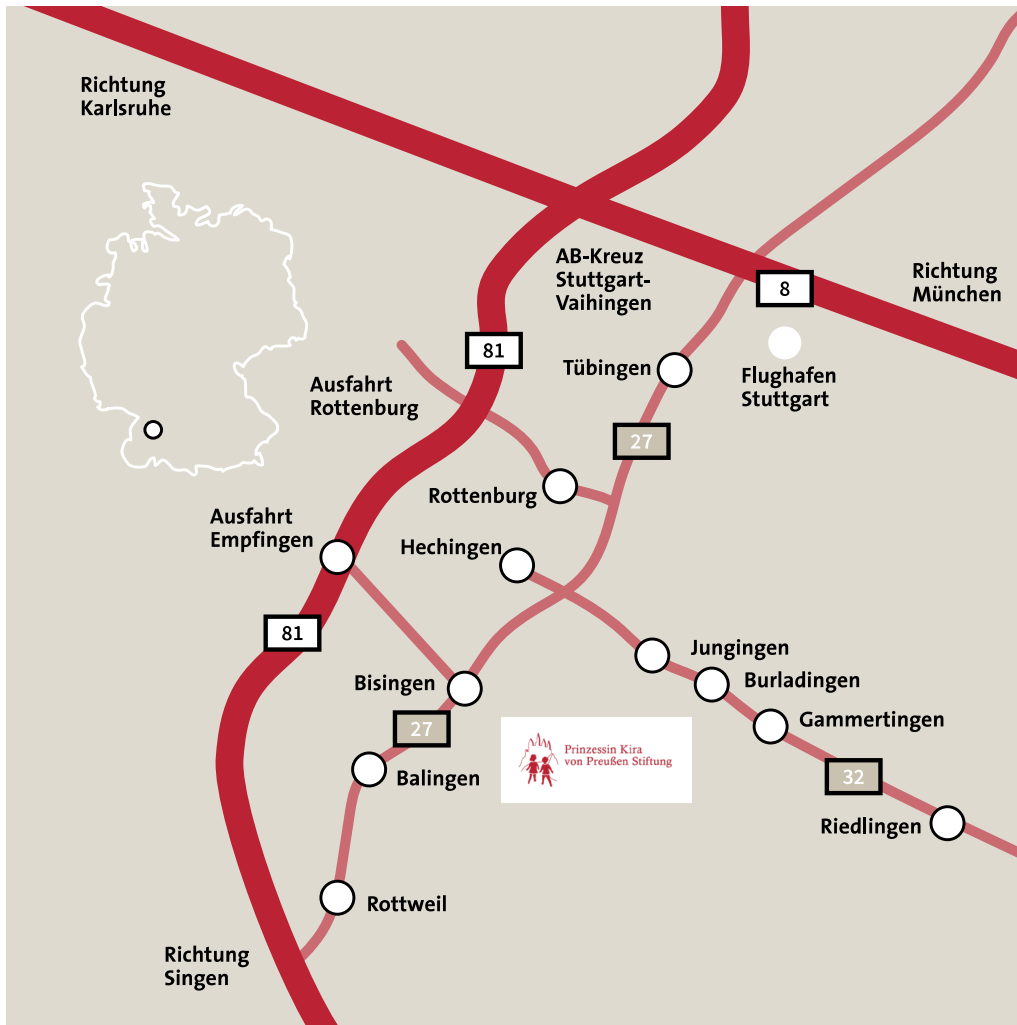 Richtung
Karlsruhe
AB-Kreuz
Stuttgart-
Vaihingen
Richtung
München
8
81
Tübingen
Flughafen
Stuttgart
Ausfahrt
Rottenburg
27
Rottenburg
Ausfahrt
Empfingen
Hechingen
81
Jungingen
Bisingen
Burladingen
Gammertingen
27
Prinzessin Kira
von Preußen Stiftung
Balingen
32
Riedlingen
Rottweil
Richtung
Singen